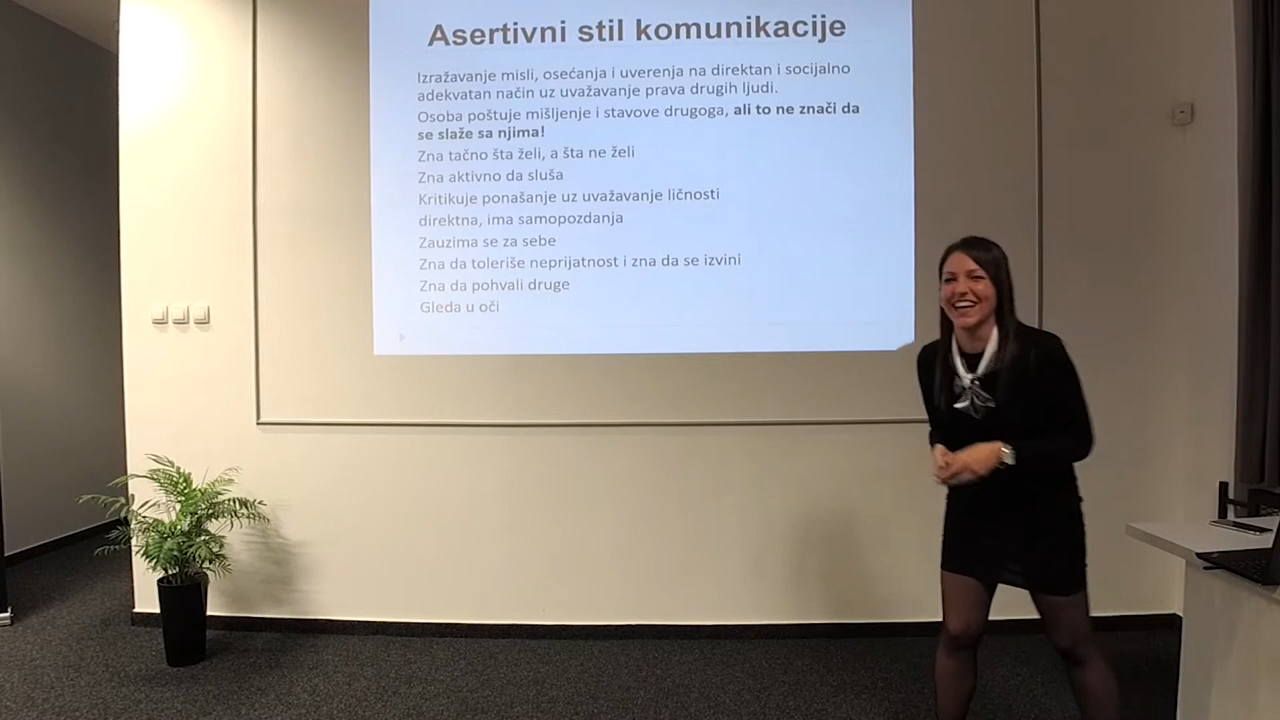 Asertivni stil komunikacije
Izražavanje misli, osećanja i uverenja na direktan i socijalno
adekvatan način uz uvažavanje prava drugih ljudi.
Osoba poštuje mišljenje i stavove drugoga, ali to ne znači da
se slaže sa njima!
Zna tačno šta želi, a šta ne želi
Zna aktivno da sluša
Kritikuje ponašanje uz uvažavanje ličnosti
direktna, ima samopozdanja
Zauzima se za sebe
Zna da toleriše neprijatnost i zna da se izvini
Zna da pohvali druge
Gleda u oči